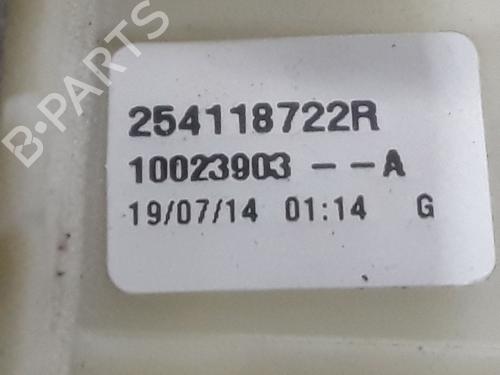 B-PARTS
254118722R
10023903 -- A
19/07/14 01:14 G